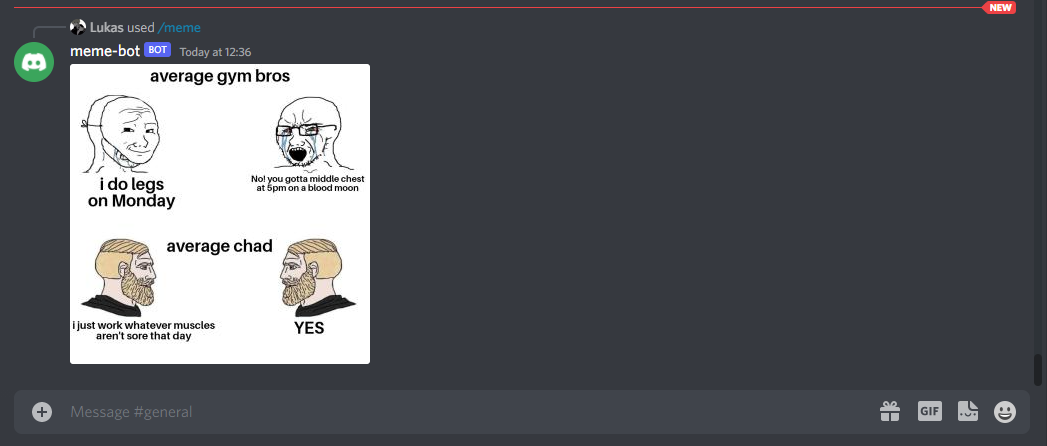 NEW
Lukas used /meme
meme-bot BOT Today at 12:36
average gym bros
i do legs
on Monday
No! you gotta middle chest
at 5pm on a blood moon
average chad
i just work whatever muscles
aren't sore that day
YES
Message #general
GIF